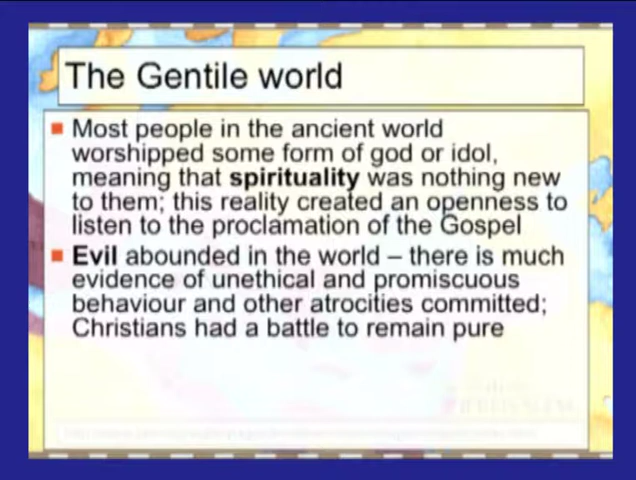 The Gentile world
Most people in the ancient world
worshipped some form of god or idol,
meaning that spirituality was nothing new
to them; this reality created an openness to
listen to the proclamation of the Gospel
Evil abounded in the world – there is much
evidence of unethical and promiscuous
behaviour and other atrocities committed;
Christians had a battle to remain pure